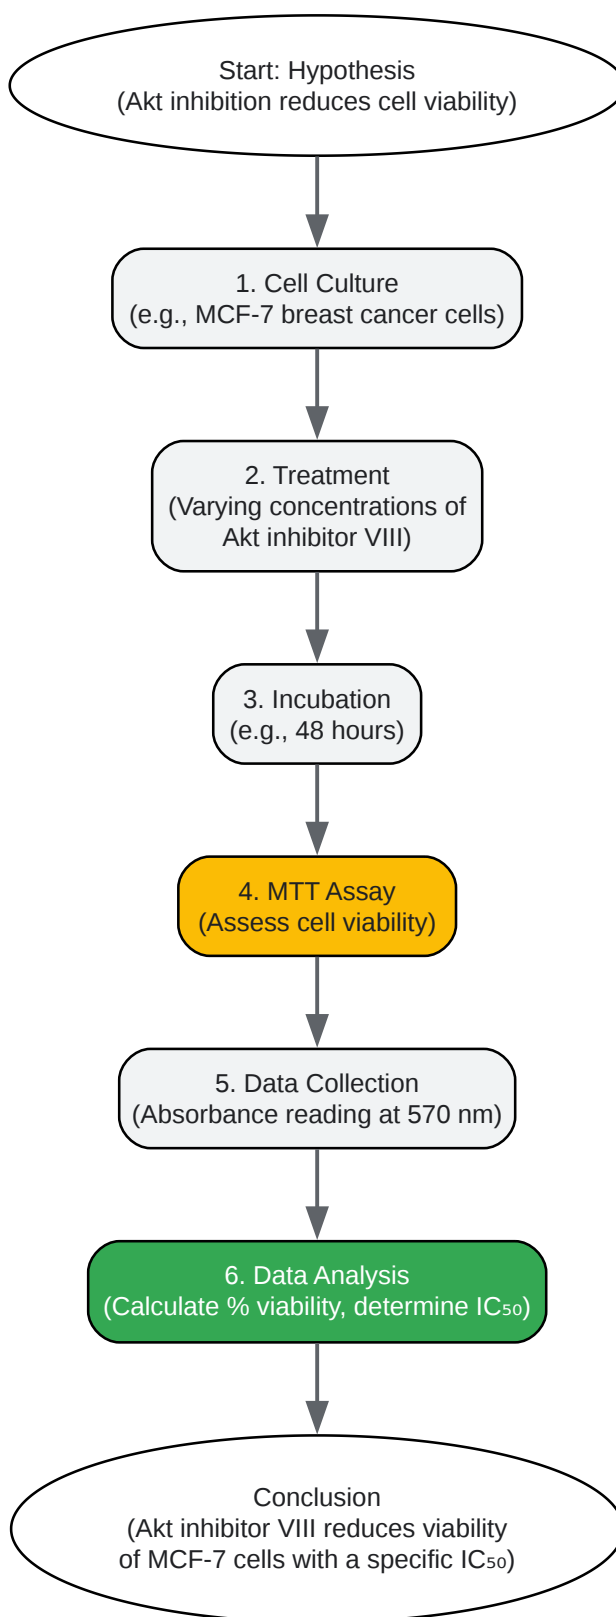 Start: Hypothesis
(Akt inhibition reduces cell viability)
1. Cell Culture
(e.g., MCF-7 breast cancer cells)
2. Treatment
(Varying concentrations of
Akt inhibitor VIII)
3. Incubation
(e.g., 48 hours)
4. MTT Assay
(Assess cell viability)
5. Data Collection
(Absorbance reading at 570 nm)
6. Data Analysis
(Calculate % viability, determine IC₅₀)
Conclusion
(Akt inhibitor VIII reduces viability
of MCF-7 cells with a specific IC₅₀)